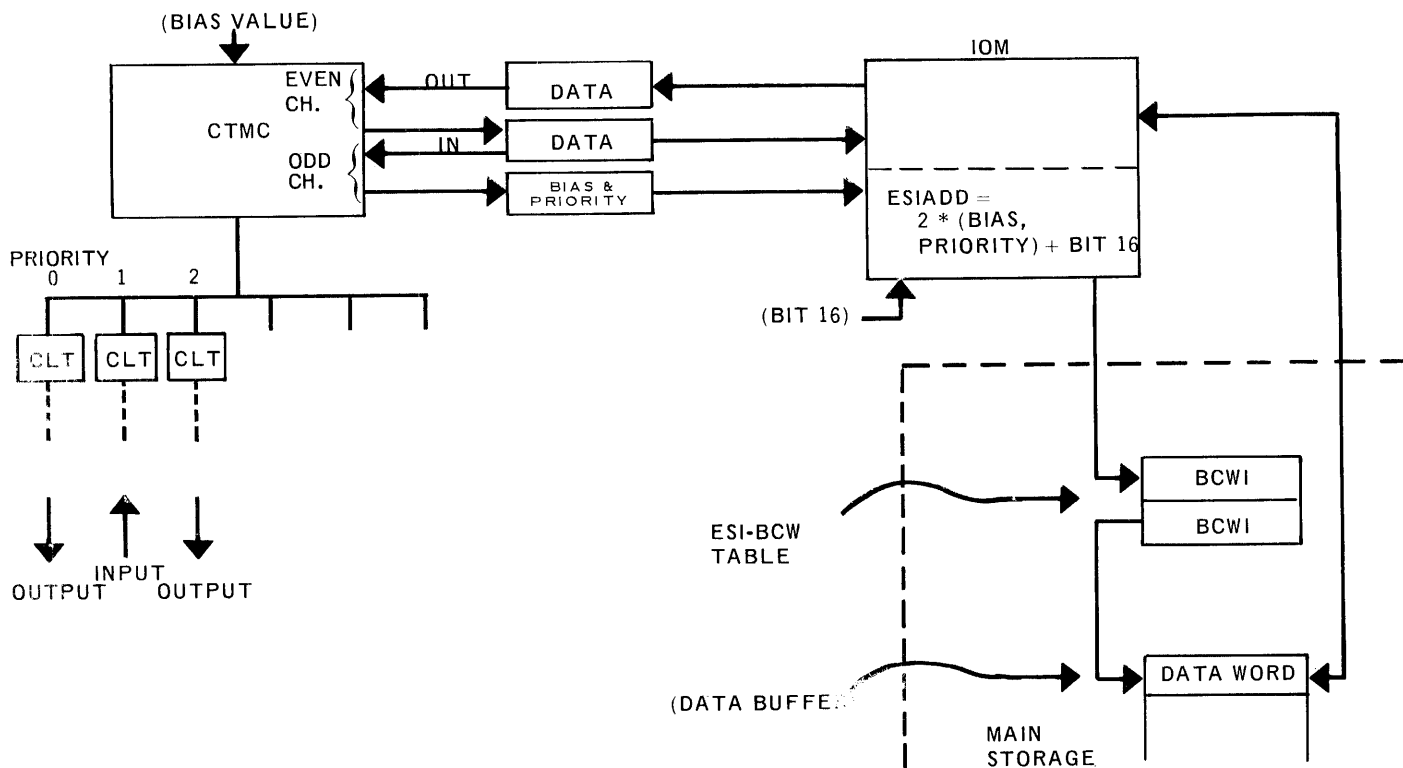 (BIAS VALUE)
IOM
EVEN
CH.
OUT
DATA
CTMC
DATA
IN
ODD
CH.
BIAS &
PRIORITY
ESIADD =
2 * (BIAS,
PRIORITY) + BIT 16
PRIORITY
0 1 2
(BIT 16)
CLT CLT CLT
BCWI
BCWI
ESI-BCW
TABLE
INPUT
OUTPUT OUTPUT
DATA WORD
(DATA
MAIN
STORAGE